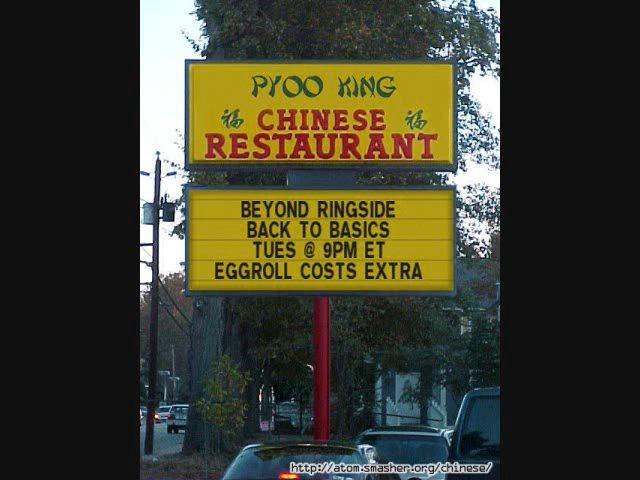 PYOO KING
福 CHINESE 福
RESTAURANT
BEYOND RINGSIDE
BACK TO BASICS
TUES @ 9PM ET
EGGROLL COSTS EXTRA
http://atom.smasher.org/chinese/